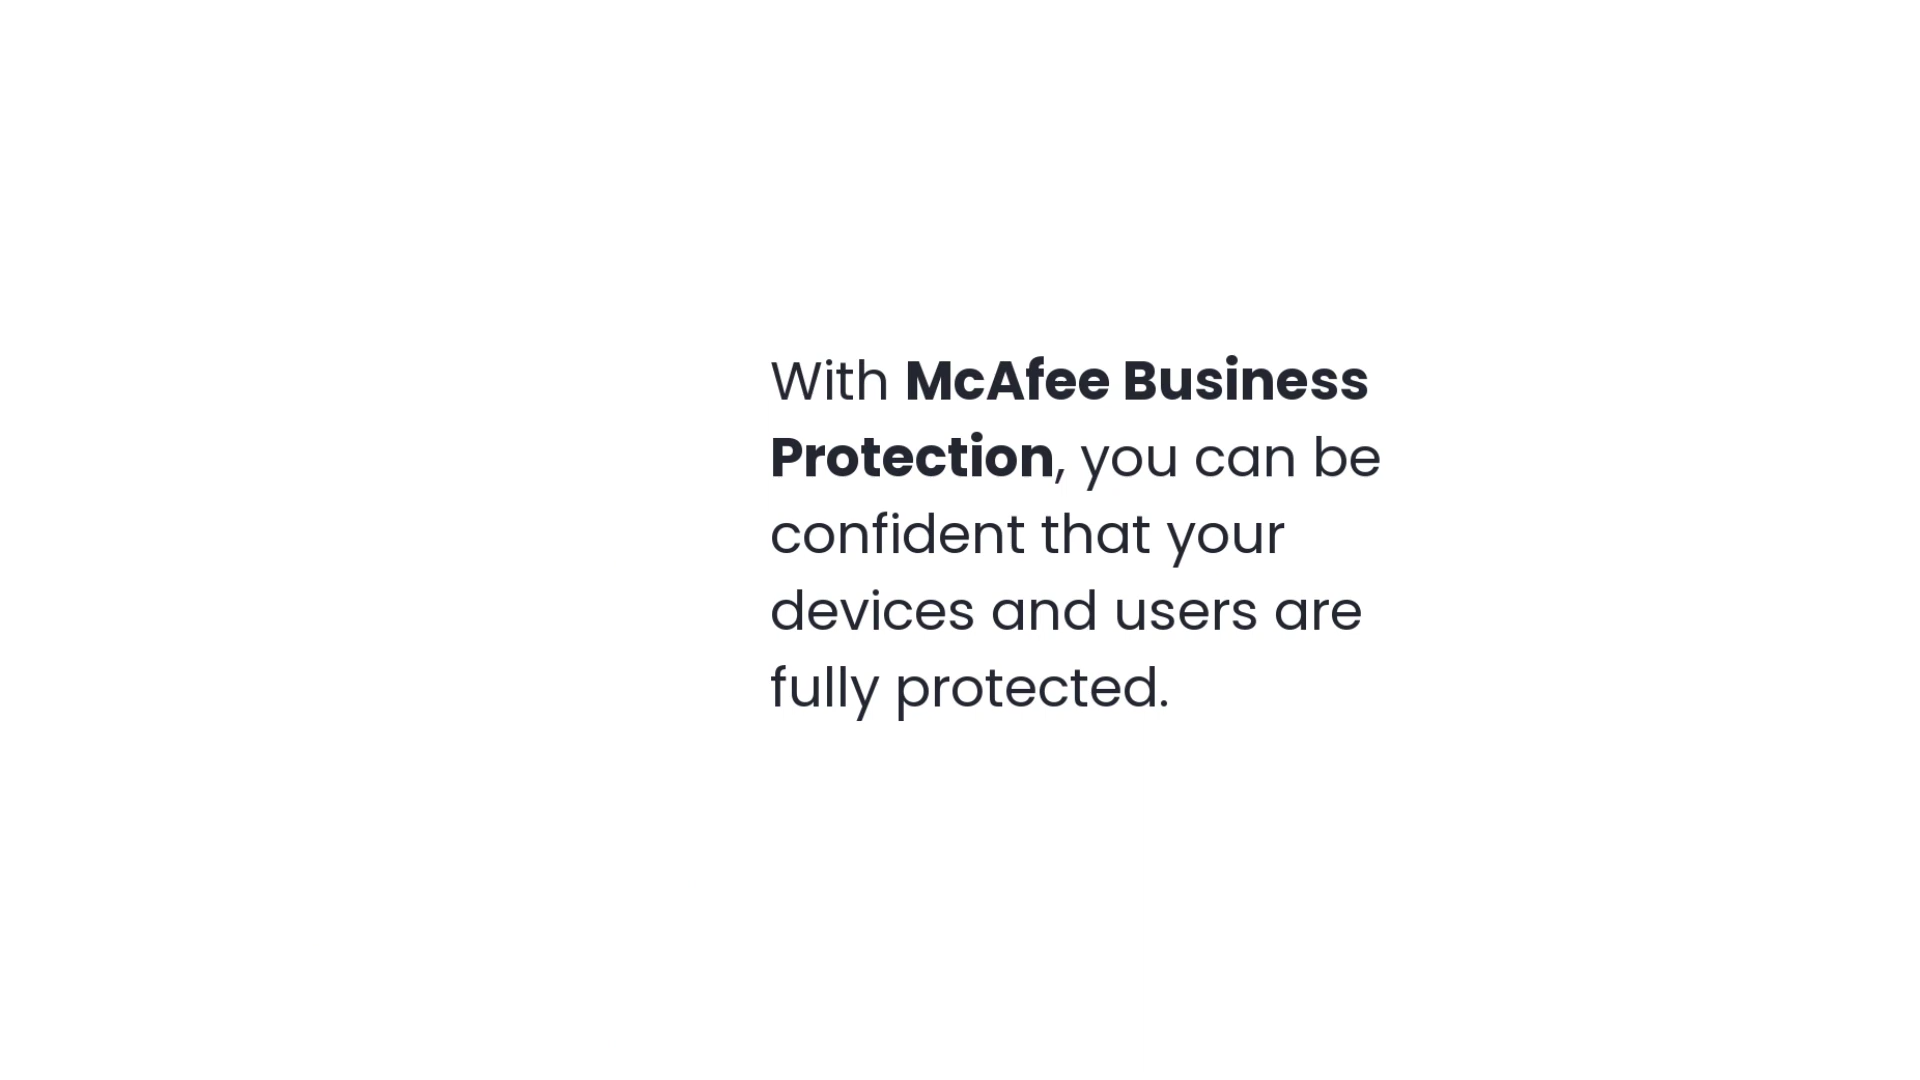 With McAfee Business
Protection, you can be
confident that your
devices and users are
fully protected.